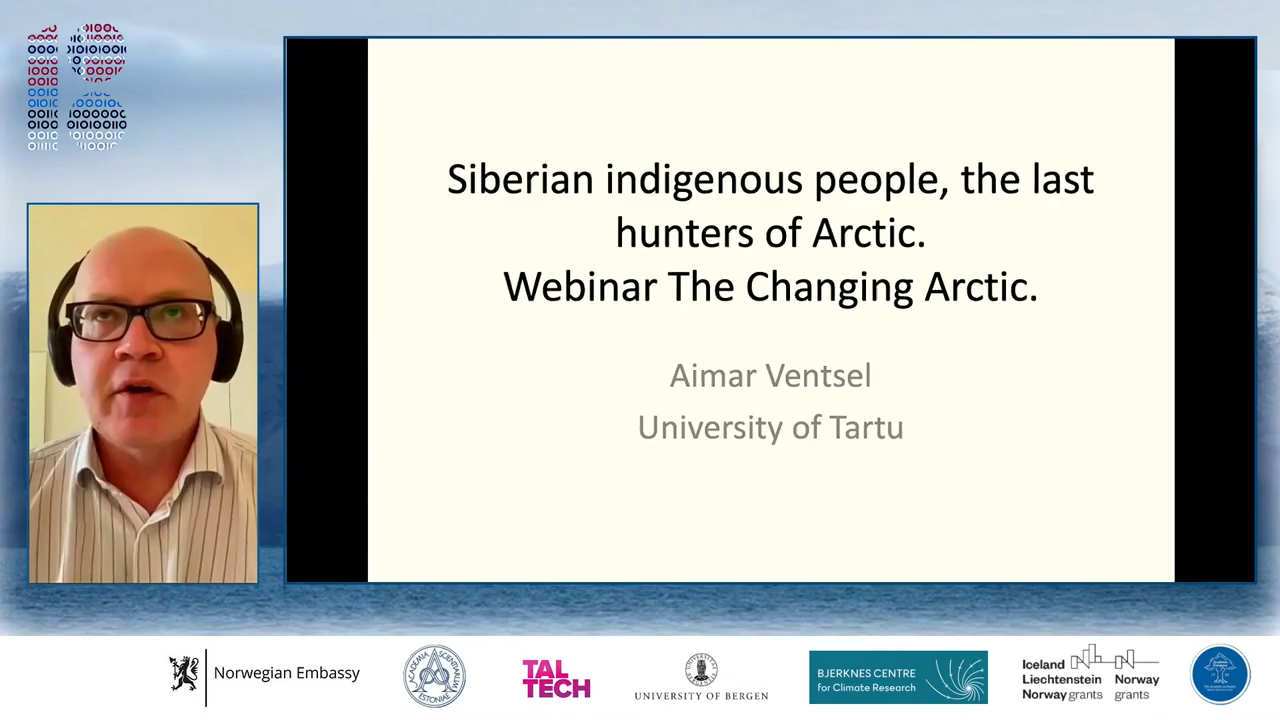 Siberian indigenous people, the last
hunters of Arctic.
Webinar The Changing Arctic.
Aimar Ventsel
University of Tartu
Norwegian Embassy
TAL
TECH
UNIVERSITY OF BERGEN
BJERKNES CENTRE
for Climate Research
Iceland
Liechtenstein
Norway grants
Norway
grants